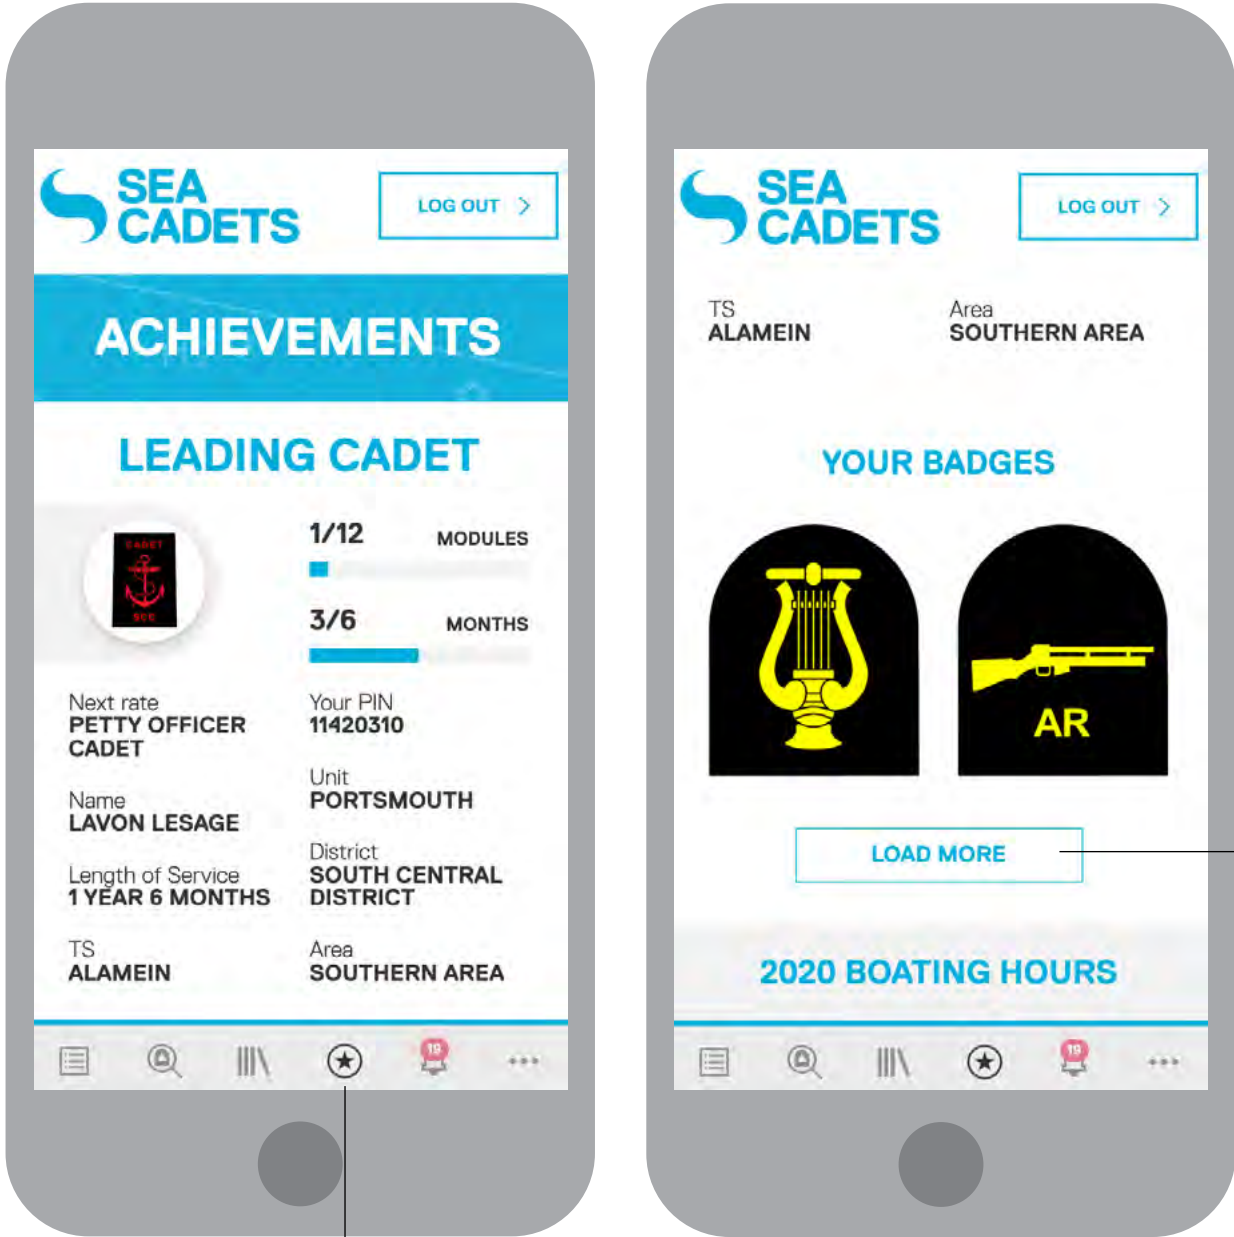 SEA
CADETS
LOG OUT
ACHIEVEMENTS
LEADING CADET
CADET
SCC
1/12 MODULES
3/6 MONTHS
Next rate
PETTY OFFICER
CADET
Name
LAVON LESAGE
Length of Service
1 YEAR 6 MONTHS
TS
ALAMEIN
Your PIN
11420310
Unit
PORTSMOUTH
District
SOUTH CENTRAL
DISTRICT
Area
SOUTHERN AREA
19
SEA
CADETS
LOG OUT
TS
ALAMEIN
Area
SOUTHERN AREA
YOUR BADGES
AR
LOAD MORE
2020 BOATING HOURS
19